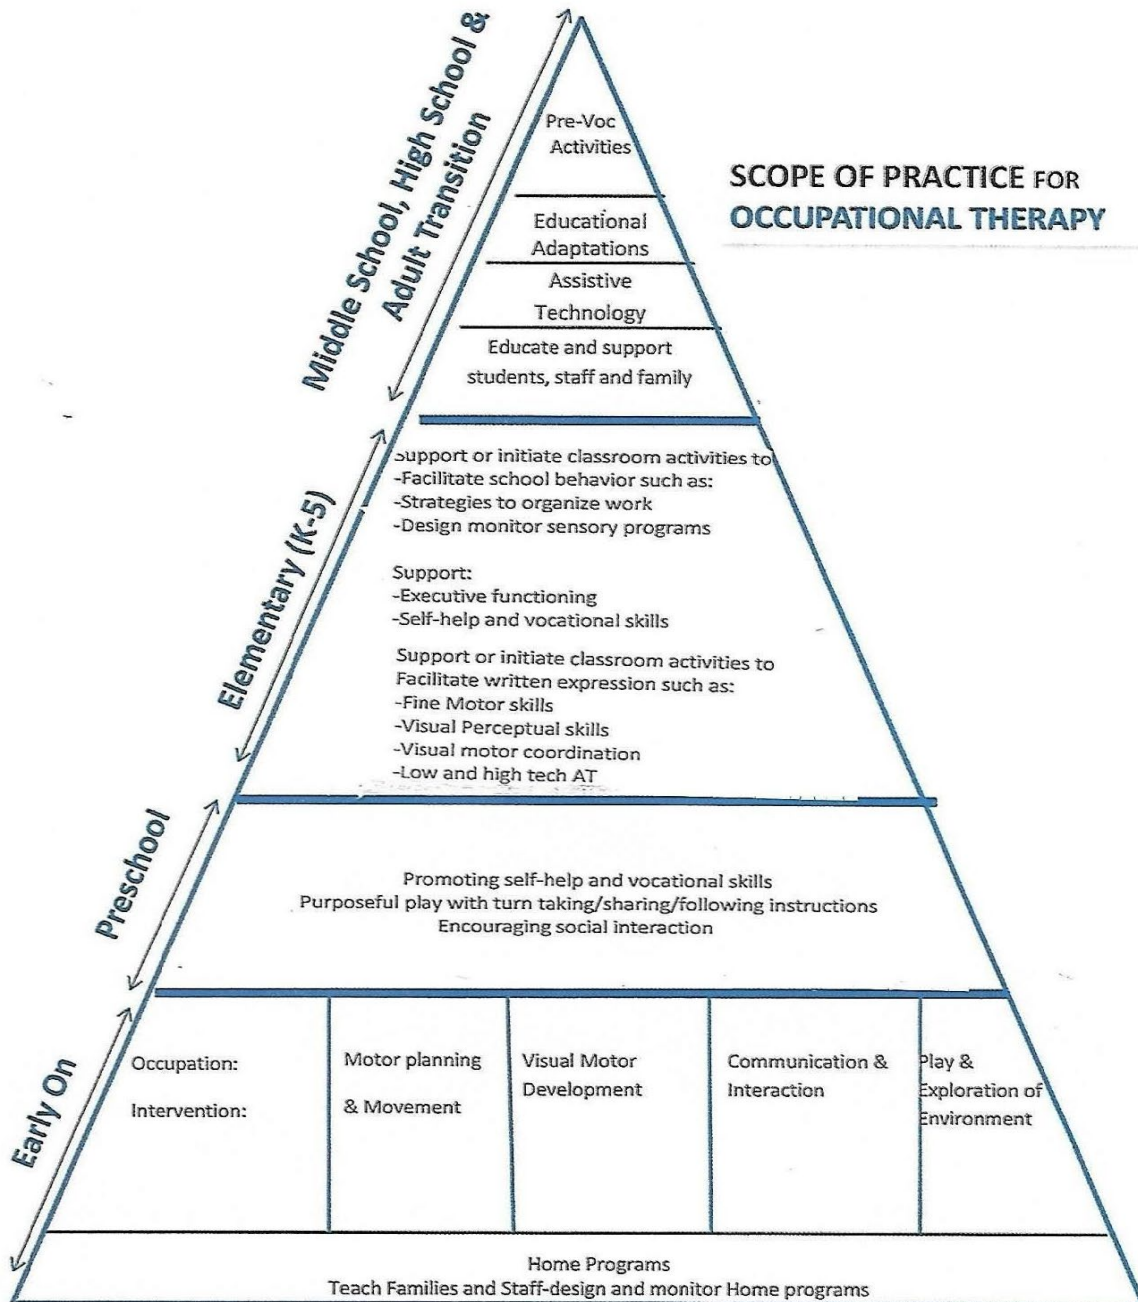 SCOPE OF PRACTICE FOR
OCCUPATIONAL THERAPY
Middle School, High School &
Adult Transition
Pre-Voc
Activities
Educational
Adaptations
Assistive
Technology
Educate and support
students, staff and family
Elementary (K-5)
Support or initiate classroom activities to
-Facilitate school behavior such as:
-Strategies to organize work
-Design monitor sensory programs
Support:
-Executive functioning
-Self-help and vocational skills
Support or initiate classroom activities to
Facilitate written expression such as:
-Fine Motor skills
-Visual Perceptual skills
-Visual motor coordination
-Low and high tech AT
Preschool
Promoting self-help and vocational skills
Purposeful play with turn taking/sharing/following instructions
Encouraging social interaction
Early On
Occupation:
Intervention:
Motor planning
& Movement
Visual Motor
Development
Communication &
Interaction
Play &
Exploration of
Environment
Home Programs
Teach Families and Staff-design and monitor Home programs